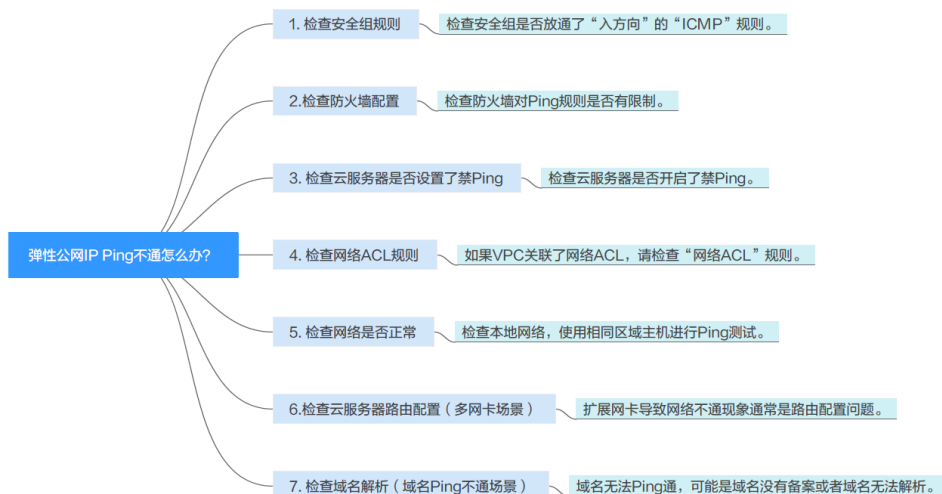 弹性公网IP Ping不通怎么办?
1. 检查安全组规则
检查安全组是否放通了“入方向”的“ICMP”规则。
2.检查防火墙配置
检查防火墙对Ping规则是否有限制。
3. 检查云服务器是否设置了禁Ping
检查云服务器是否开启了禁Ping。
4. 检查网络ACL规则
如果VPC关联了网络ACL，请检查“网络ACL”规则。
5. 检查网络是否正常
检查本地网络，使用相同区域主机进行Ping测试。
6.检查云服务器路由配置（多网卡场景）
扩展网卡导致网络不通现象通常是路由配置问题。
7. 检查域名解析（域名Ping不通场景）
域名无法Ping通，可能是域名没有备案或者域名无法解析。